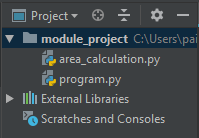 Project
module_project C:\Users\pai
area_calculation.py
program.py
External Libraries
Scratches and Consoles